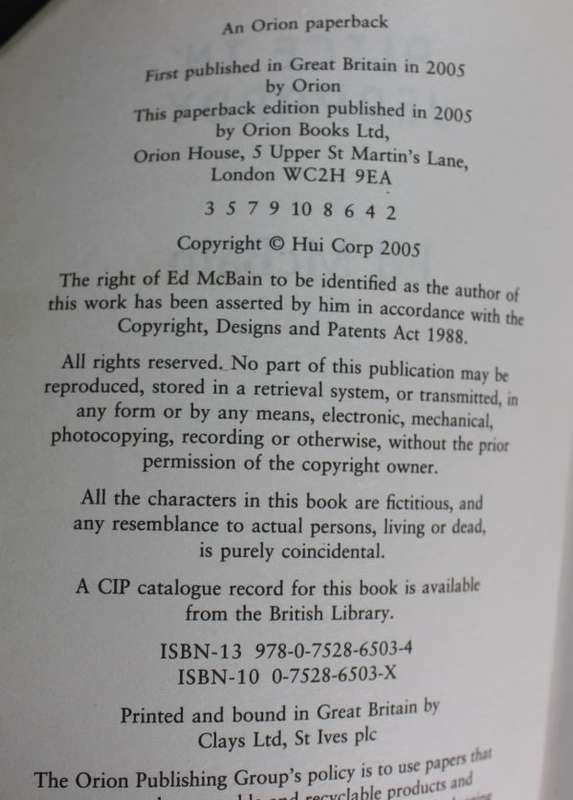 An Orion paperback
First published in Great Britain in 2005
by Orion
This paperback edition published in 2005
by Orion Books Ltd,
Orion House, 5 Upper St Martin's Lane,
London WC2H 9EA
3 5 7 9 10 8 6 4 2
Copyright © Hui Corp 2005
The right of Ed McBain to be identified as the author of
this work has been asserted by him in accordance with the
Copyright, Designs and Patents Act 1988.
All rights reserved. No part of this publication may be
reproduced, stored in a retrieval system, or transmitted, in
any form or by any means, electronic, mechanical,
photocopying, recording or otherwise, without the prior
permission of the copyright owner.
All the characters in this book are fictitious, and
any resemblance to actual persons, living or dead,
is purely coincidental.
A CIP catalogue record for this book is available
from the British Library.
ISBN-13 978-0-7528-6503-4
ISBN-10 0-7528-6503-X
Printed and bound in Great Britain by
Clays Ltd, St Ives plc
The Orion Publishing Group's policy is to use papers that
and recyclable products and